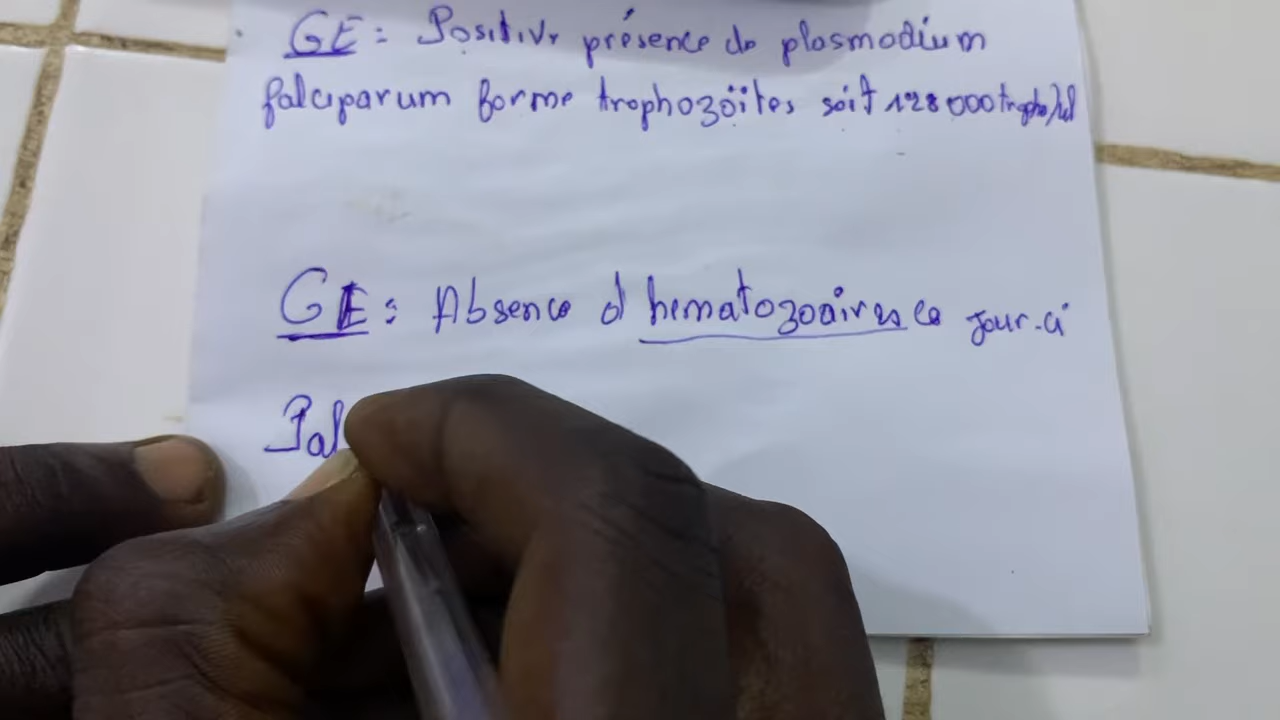 GE : Positive présence de plasmodium
falciparum forme trophozoïtes soit 128 000 tropho/ul
GE : Absence d'hematozoaires ce jour-ci
Pal